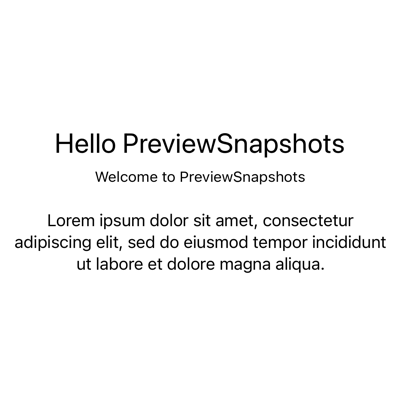 Hello PreviewSnapshots
Welcome to PreviewSnapshots
Lorem ipsum dolor sit amet, consectetur
adipiscing elit, sed do eiusmod tempor incididunt
ut labore et dolore magna aliqua.